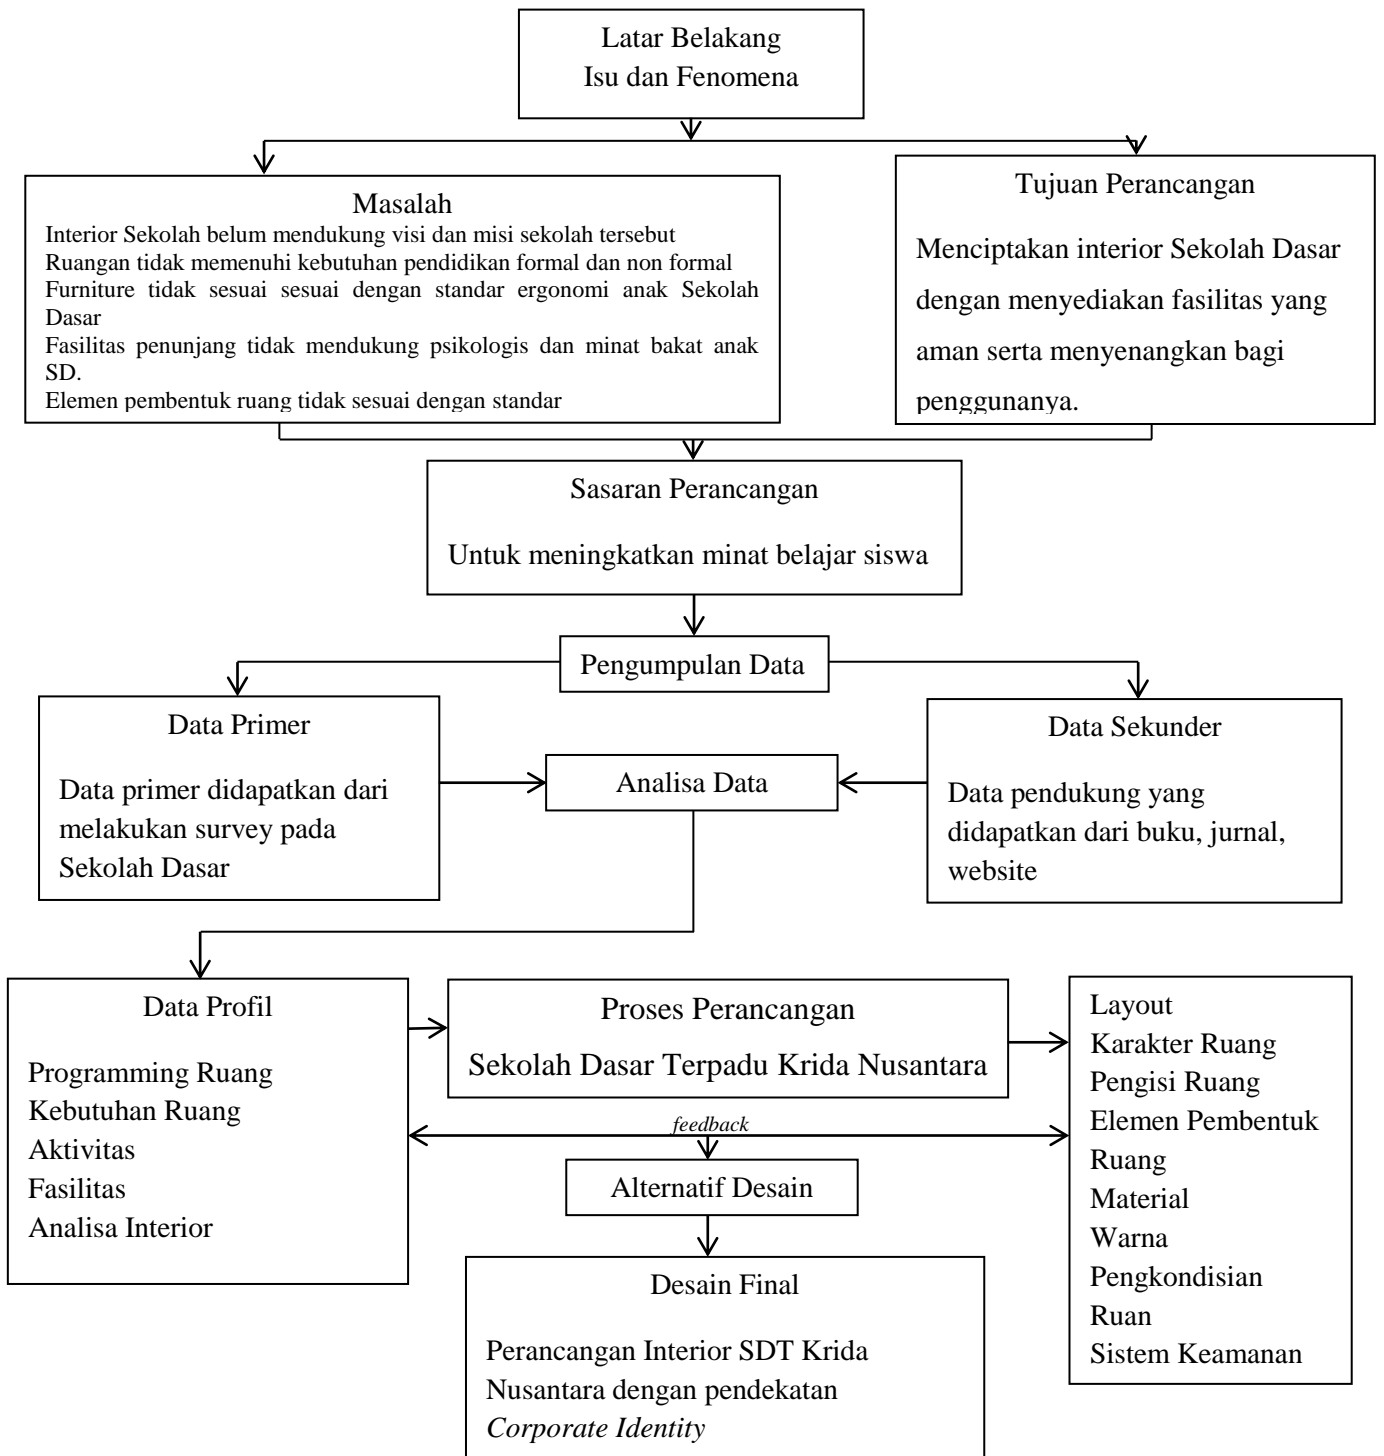 Latar Belakang
Isu dan Fenomena
Masalah
Interior Sekolah belum mendukung visi dan misi sekolah tersebut
Ruangan tidak memenuhi kebutuhan pendidikan formal dan non formal
Furniture tidak sesuai sesuai dengan standar ergonomi anak Sekolah
Dasar
Fasilitas penunjang tidak mendukung psikologis dan minat bakat anak
SD.
Elemen pembentuk ruang tidak sesuai dengan standar
Tujuan Perancangan
Menciptakan interior Sekolah Dasar
dengan menyediakan fasilitas yang
aman serta menyenangkan bagi
penggunanya.
Sasaran Perancangan
Untuk meningkatkan minat belajar siswa
Pengumpulan Data
Data Primer
Data primer didapatkan dari
melakukan survey pada
Sekolah Dasar
Analisa Data
Data Sekunder
Data pendukung yang
didapatkan dari buku, jurnal,
website
Data Profil
Programming Ruang
Kebutuhan Ruang
Aktivitas
Fasilitas
Analisa Interior
Proses Perancangan
Sekolah Dasar Terpadu Krida Nusantara
Layout
Karakter Ruang
Pengisi Ruang
Elemen Pembentuk
Ruang
Material
Warna
Pengkondisian
Ruan
Sistem Keamanan
feedback
Alternatif Desain
Desain Final
Perancangan Interior SDT Krida
Nusantara dengan pendekatan
Corporate Identity